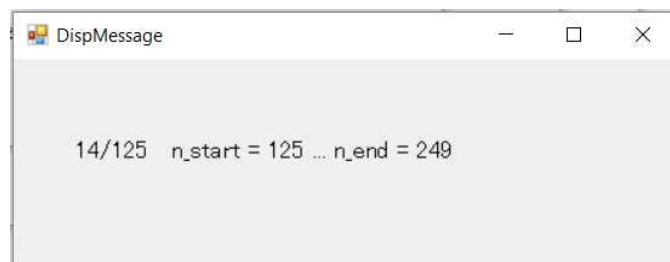 DispMessage
14/125 n_start = 125 ... n_end = 249